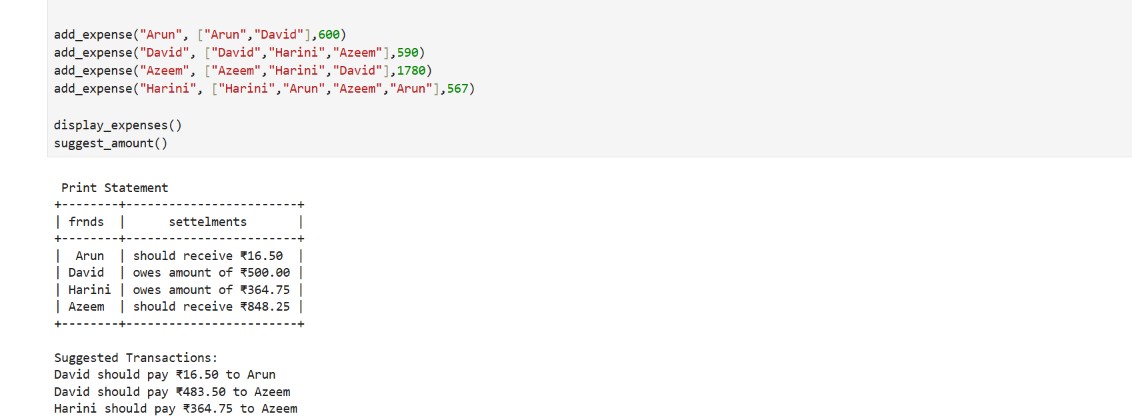 add_expense("Arun", ["Arun","David"],600)
add_expense("David", ["David","Harini","Azeem"],590)
add_expense("Azeem", ["Azeem","Harini","David"],1780)
add_expense("Harini", ["Harini","Arun","Azeem","Arun"],567)
display_expenses()
suggest_amount()
Print Statement
+--------+------------------------+
| frnds  |      settelments       |
+--------+------------------------+
|  Arun  | should receive ₹16.50  |
| David  | owes amount of ₹500.00 |
| Harini | owes amount of ₹364.75 |
| Azeem  | should receive ₹848.25 |
+--------+------------------------+
Suggested Transactions:
David should pay ₹16.50 to Arun
David should pay ₹483.50 to Azeem
Harini should pay ₹364.75 to Azeem